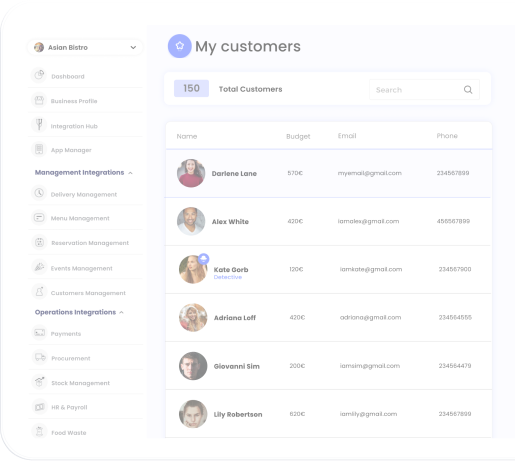 Asian Bistro
Dashboard
Business Profile
Integration Hub
App Manager
Management Integrations
Delivery Management
Menu Management
Reservation Management
Events Management
Customers Management
Operations Integrations
Payments
Procurement
Stock Management
HR & Payroll
Food Waste
My customers
150 Total Customers
Search
Name Budget Email Phone
Darlene Lane 570€ myemail@gmail.com 234567899
Alex White 420€ iamalex@gmail.com 456567899
Kate Gorb 120€ iamkate@gmail.com 234567900
Detective
Adriana Loff 420€ adriana@gmail.com 234564555
Giovanni Sim 200€ iamsim@gmail.com 234564479
Lily Robertson 620€ iamlily@gmail.com 234567899